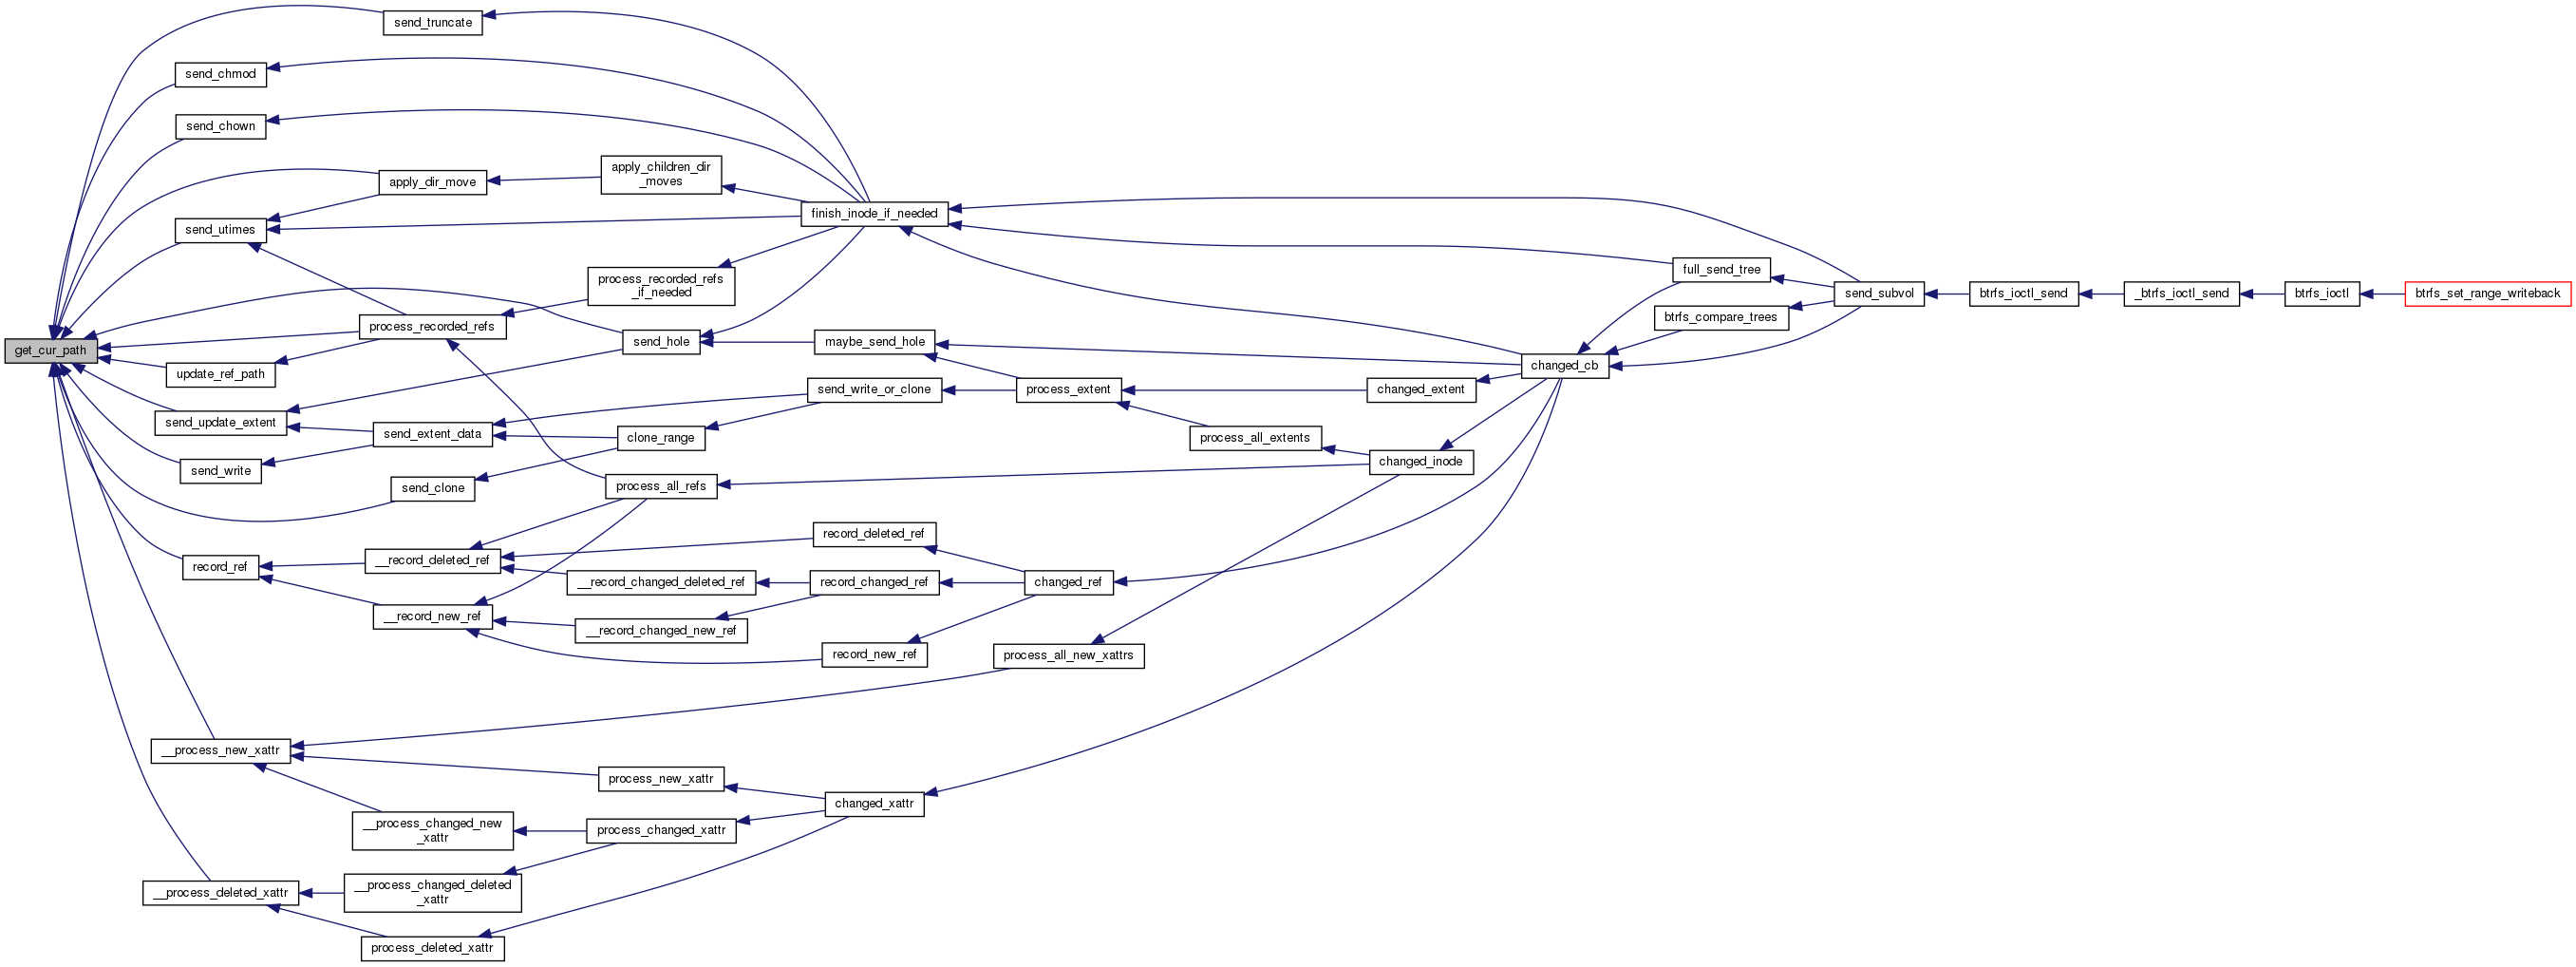 send_truncate
send_chmod
send_chown
apply_children_dir
_moves
apply_dir_move
finish_inode_if_needed
send_utimes
full_send_tree
process_recorded_refs
_if_needed
send_subvol
btrfs_ioctl_send
_btrfs_ioctl_send
btrfs_ioctl
btrfs_set_range_writeback
btrfs_compare_trees
process_recorded_refs
send_hole
maybe_send_hole
get_cur_path
changed_cb
update_ref_path
send_write_or_clone
process_extent
changed_extent
send_update_extent
send_extent_data
clone_range
process_all_extents
changed_inode
send_write
send_clone
process_all_refs
record_deleted_ref
__record_deleted_ref
record_ref
__record_changed_deleted_ref
record_changed_ref
changed_ref
__record_new_ref
__record_changed_new_ref
record_new_ref
process_all_new_xattrs
__process_new_xattr
process_new_xattr
changed_xattr
__process_changed_new
_xattr
process_changed_xattr
__process_deleted_xattr
__process_changed_deleted
_xattr
process_deleted_xattr